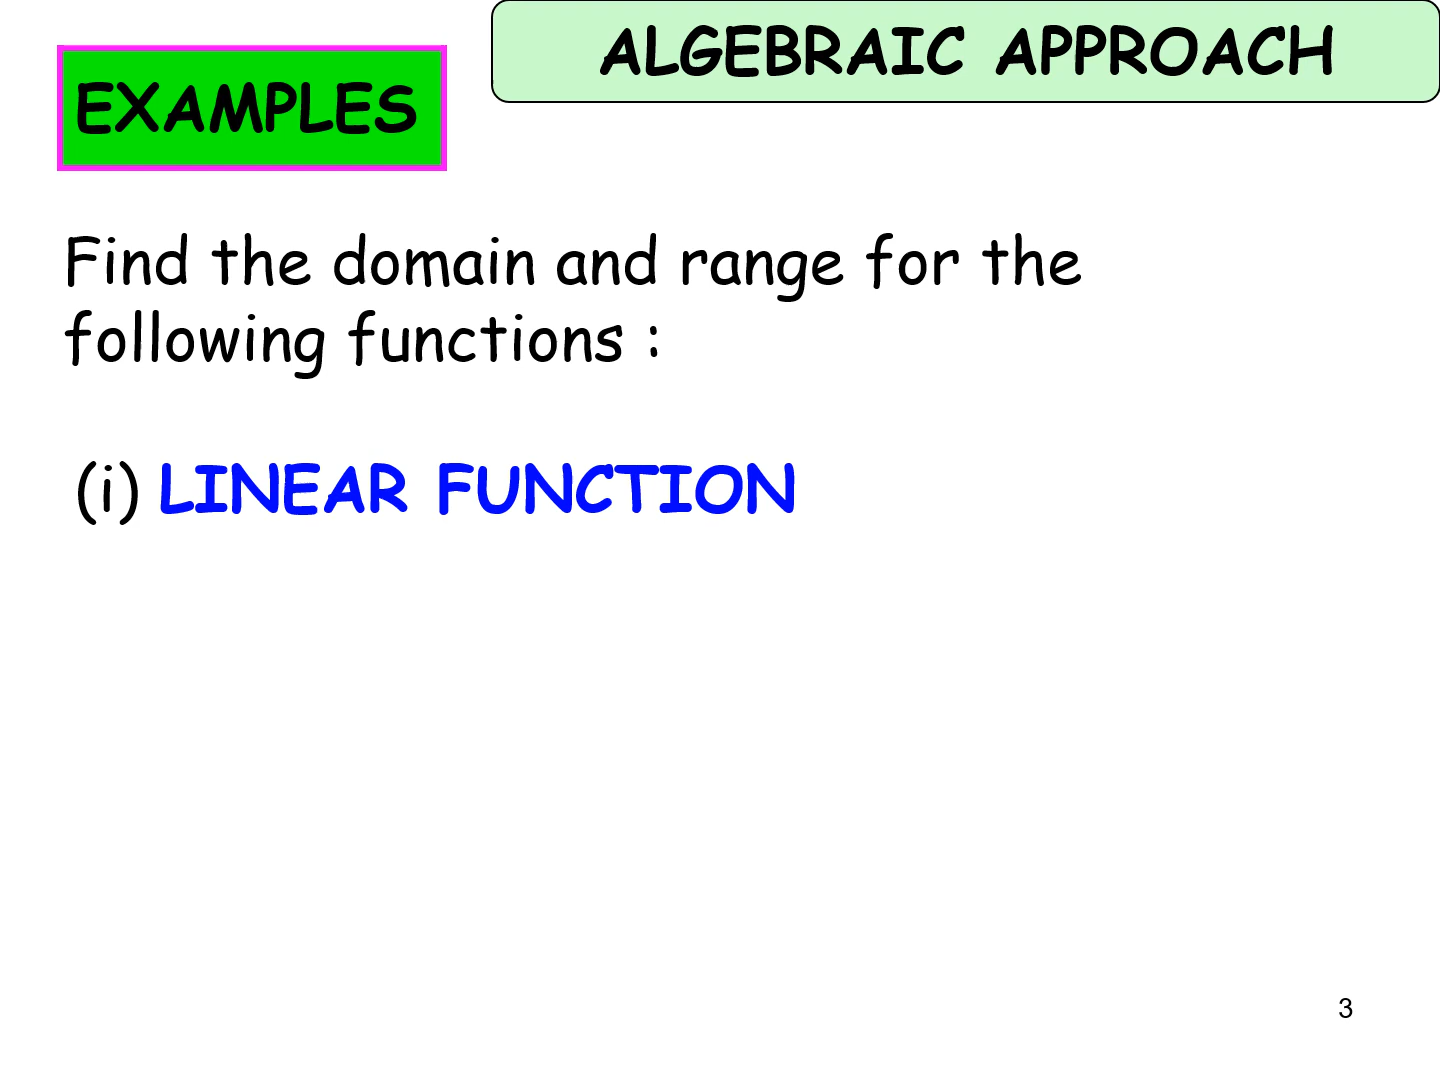 ALGEBRAIC APPROACH
EXAMPLES
Find the domain and range for the
following functions :
(i) LINEAR FUNCTION
3